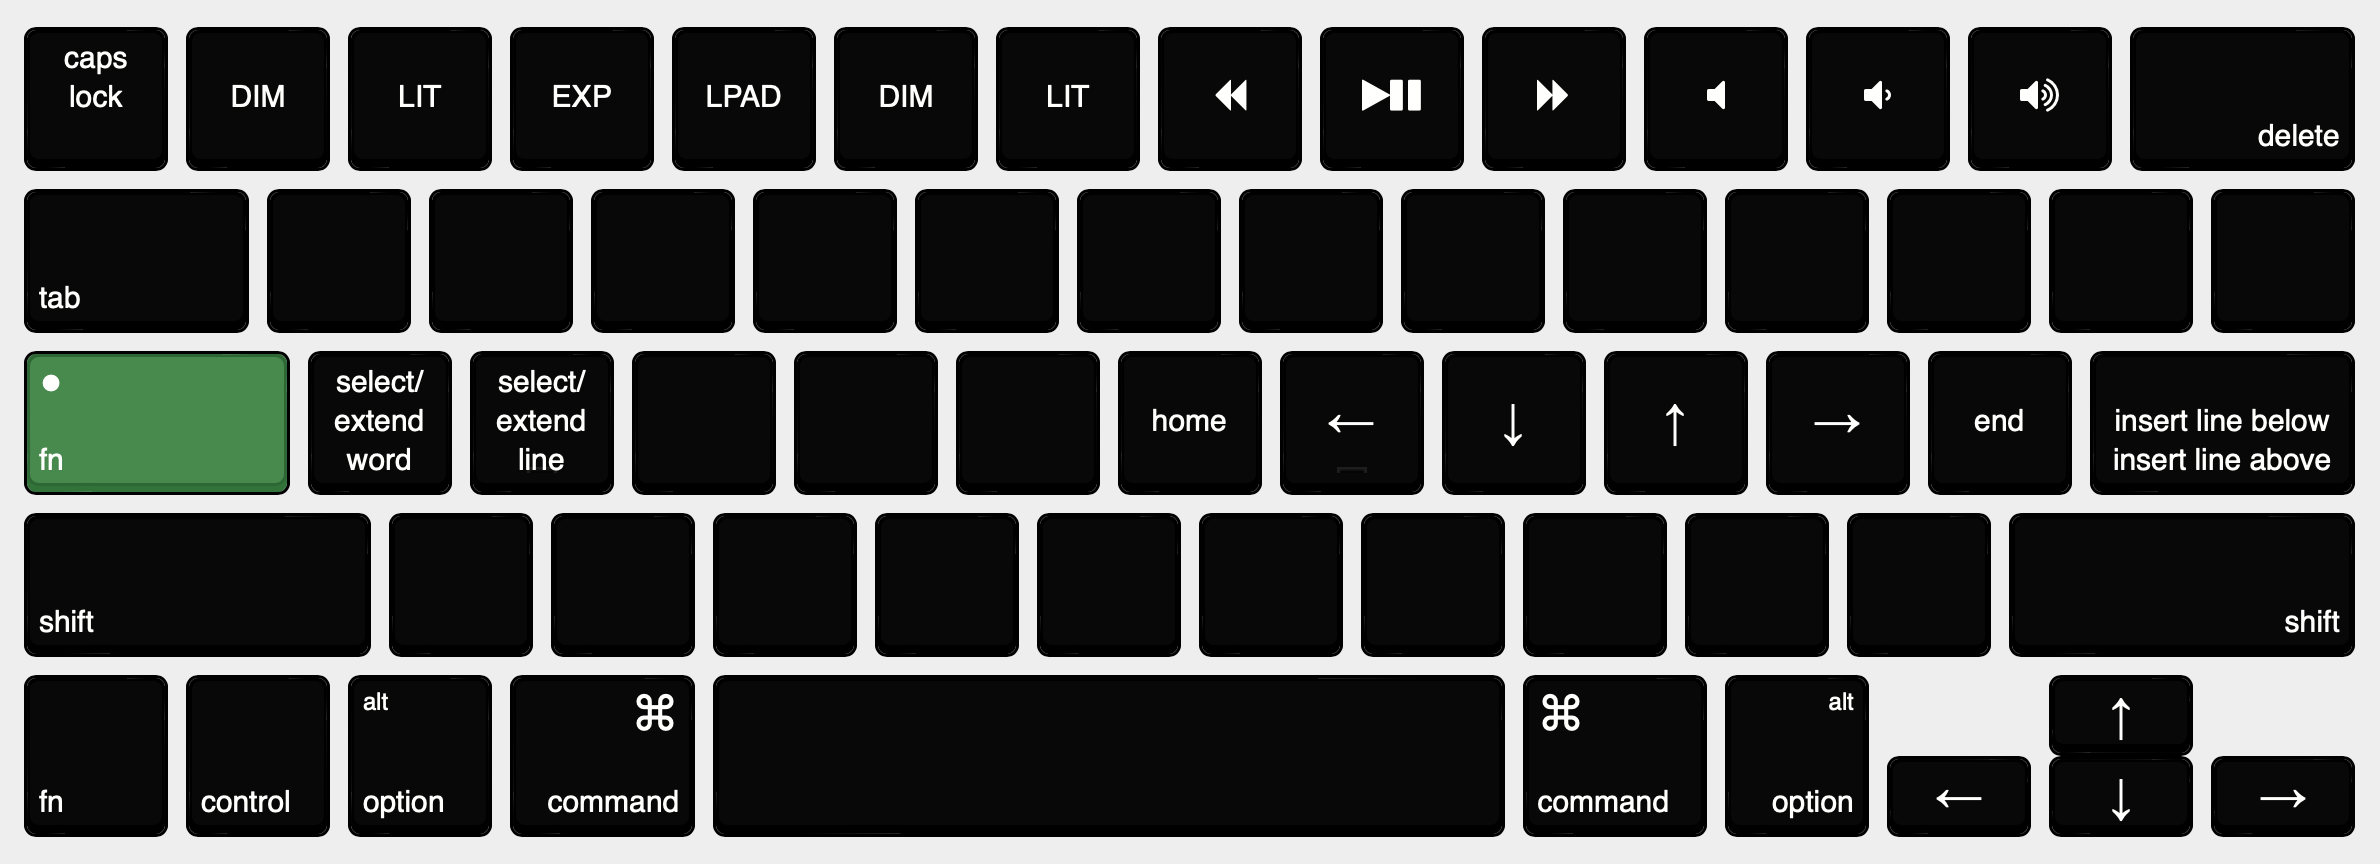 caps
lock
DIM
LIT
EXP
LPAD
DIM
LIT
delete
tab
fn
select/
extend
word
select/
extend
line
home
←
↓
↑
→
end
insert line below
insert line above
shift
shift
fn
control
alt
option
⌘
command
⌘
command
alt
option
←
↑
↓
→